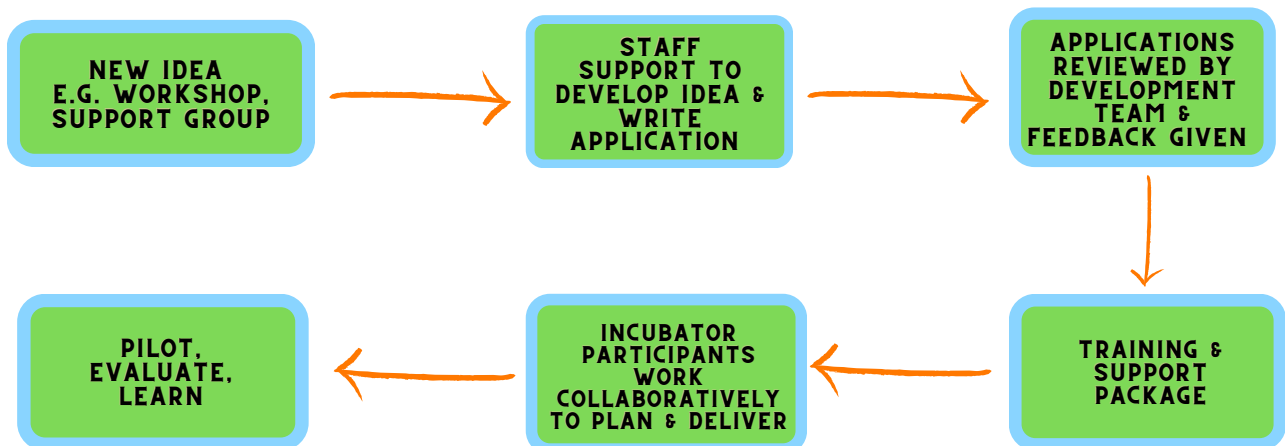 NEW IDEA
E.G. WORKSHOP,
SUPPORT GROUP
STAFF
SUPPORT TO
DEVELOP IDEA &
WRITE
APPLICATION
APPLICATIONS
REVIEWED BY
DEVELOPMENT
TEAM &
FEEDBACK GIVEN
TRAINING &
SUPPORT
PACKAGE
INCUBATOR
PARTICIPANTS
WORK
COLLABORATIVELY
TO PLAN & DELIVER
PILOT,
EVALUATE,
LEARN